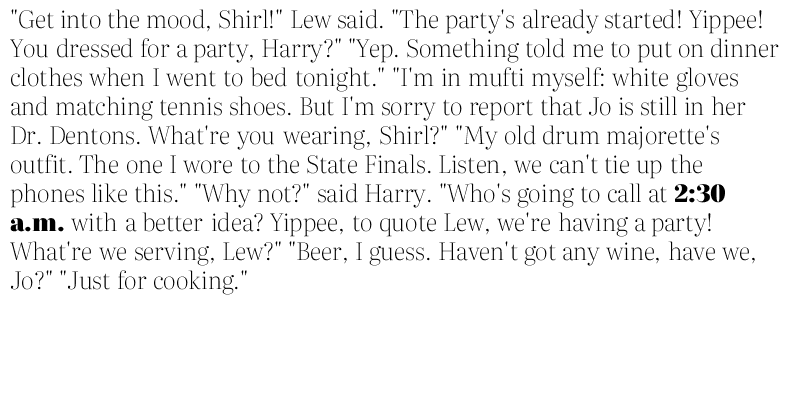 "Get into the mood, Shirl!" Lew said. "The party's already started! Yippee!
You dressed for a party, Harry?" "Yep. Something told me to put on dinner
clothes when I went to bed tonight." "I'm in mufti myself: white gloves
and matching tennis shoes. But I'm sorry to report that Jo is still in her
Dr. Dentons. What're you wearing, Shirl?" "My old drum majorette's
outfit. The one I wore to the State Finals. Listen, we can't tie up the
phones like this." "Why not?" said Harry. "Who's going to call at 2:30
a.m. with a better idea? Yippee, to quote Lew, we're having a party!
What're we serving, Lew?" "Beer, I guess. Haven't got any wine, have we,
Jo?" "Just for cooking."